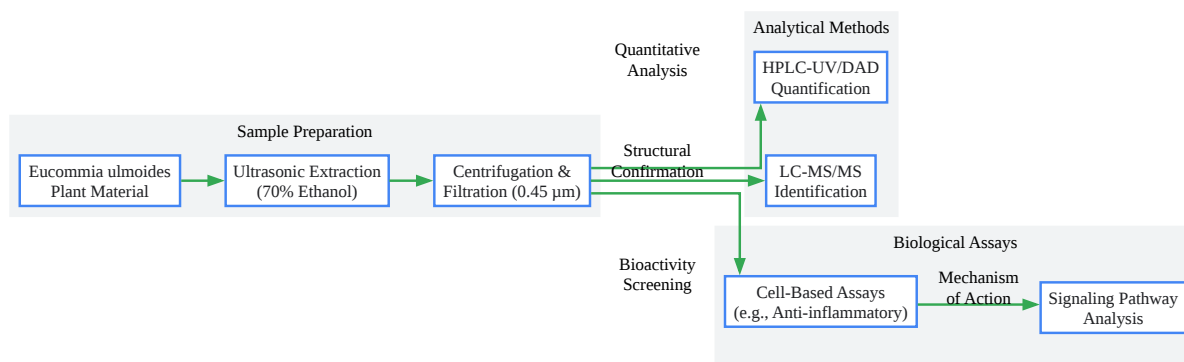 Analytical Methods
Quantitative
Analysis
HPLC-UV/DAD
Quantification
Sample Preparation
Eucommia ulmoides
Plant Material
Ultrasonic Extraction
(70% Ethanol)
Centrifugation &
Filtration (0.45 µm)
Structural
Confirmation
LC-MS/MS
Identification
Biological Assays
Bioactivity
Screening
Cell-Based Assays
(e.g., Anti-inflammatory)
Mechanism
of Action
Signaling Pathway
Analysis